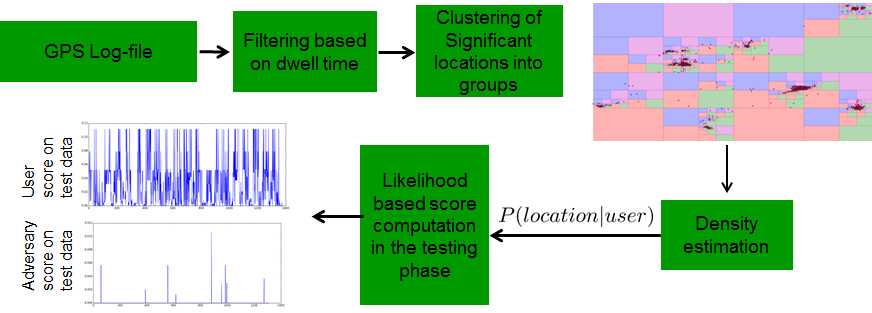 GPS Log-file
Filtering based
on dwell time
Clustering of
Significant
locations into
groups
User
score on
test data
Adversary
score on
test data
Likelihood
based score
computation
in the testing
phase
P(location|user)
Density
estimation